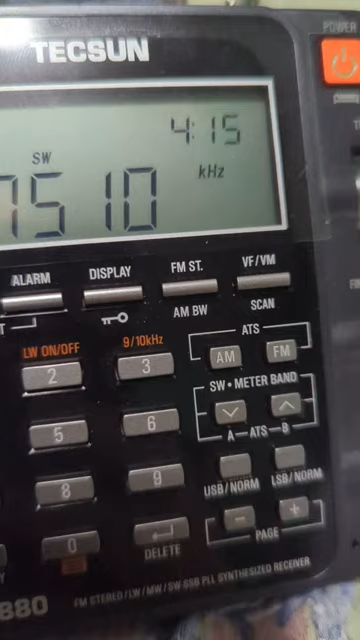 POWER
TECSUN
4:15
SW
kHz
7510
ALARM DISPLAY FM ST. VF/VM
AM BW SCAN
ATS
LW ON/OFF 9/10kHz
2 3 AM FM
SW • METER BAND
5 6
A—ATS—B
8 9
USB/NORM LSB/NORM
0 DELETE - +
PAGE
880 FM STEREO / LW / MW / SW-SSB PLL SYNTHESIZED RECEIVER